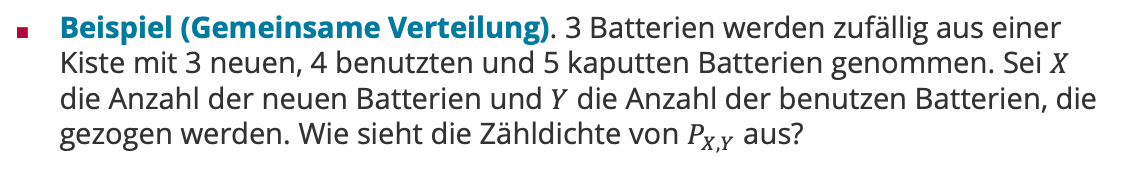 Beispiel (Gemeinsame Verteilung). 3 Batterien werden zufällig aus einer
Kiste mit 3 neuen, 4 benutzten und 5 kaputten Batterien genommen. Sei X
die Anzahl der neuen Batterien und Y die Anzahl der benutzen Batterien, die
gezogen werden. Wie sieht die Zähldichte von P_{X,Y} aus?